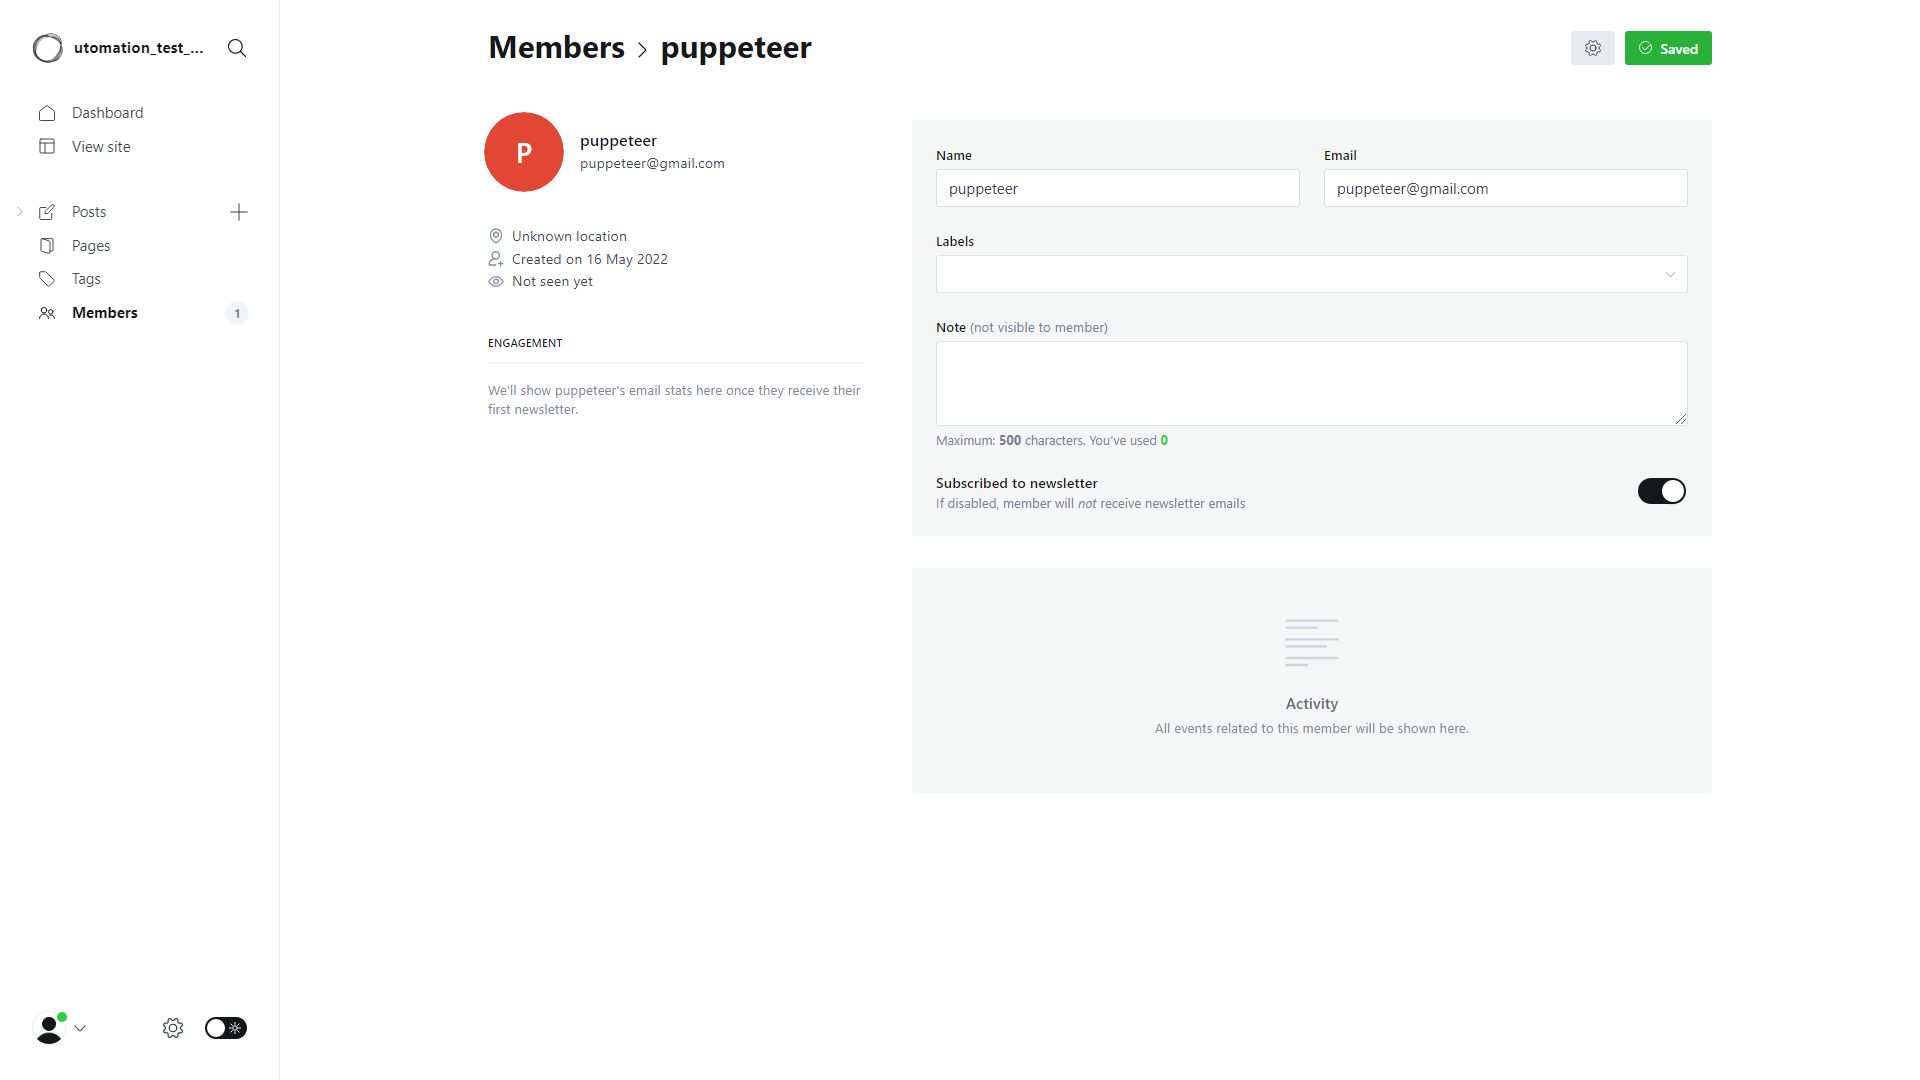 utomation_test_...
Dashboard
View site
Posts
Pages
Tags
Members
1
Members > puppeteer
Saved
P
puppeteer
puppeteer@gmail.com
Unknown location
Created on 16 May 2022
Not seen yet
ENGAGEMENT
We'll show puppeteer's email stats here once they receive their
first newsletter.
Name
Email
puppeteer
puppeteer@gmail.com
Labels
Note (not visible to member)
Maximum: 500 characters. You’ve used 0
Subscribed to newsletter
If disabled, member will not receive newsletter emails
Activity
All events related to this member will be shown here.